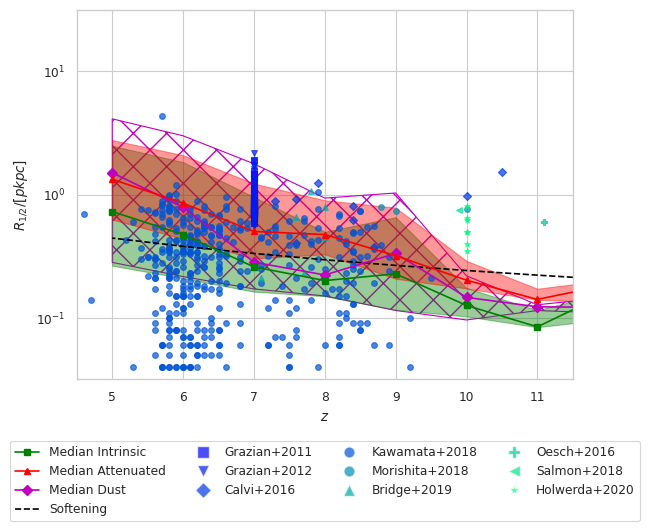 10¹
10⁰
10⁻¹
R₁/₂/[pkpc]
5 6 7 8 9 10 11
z
Median Intrinsic Grazian+2011 Kawamata+2018 Oesch+2016
Median Attenuated Grazian+2012 Morishita+2018 Salmon+2018
Median Dust Calvi+2016 Bridge+2019 Holwerda+2020
Softening